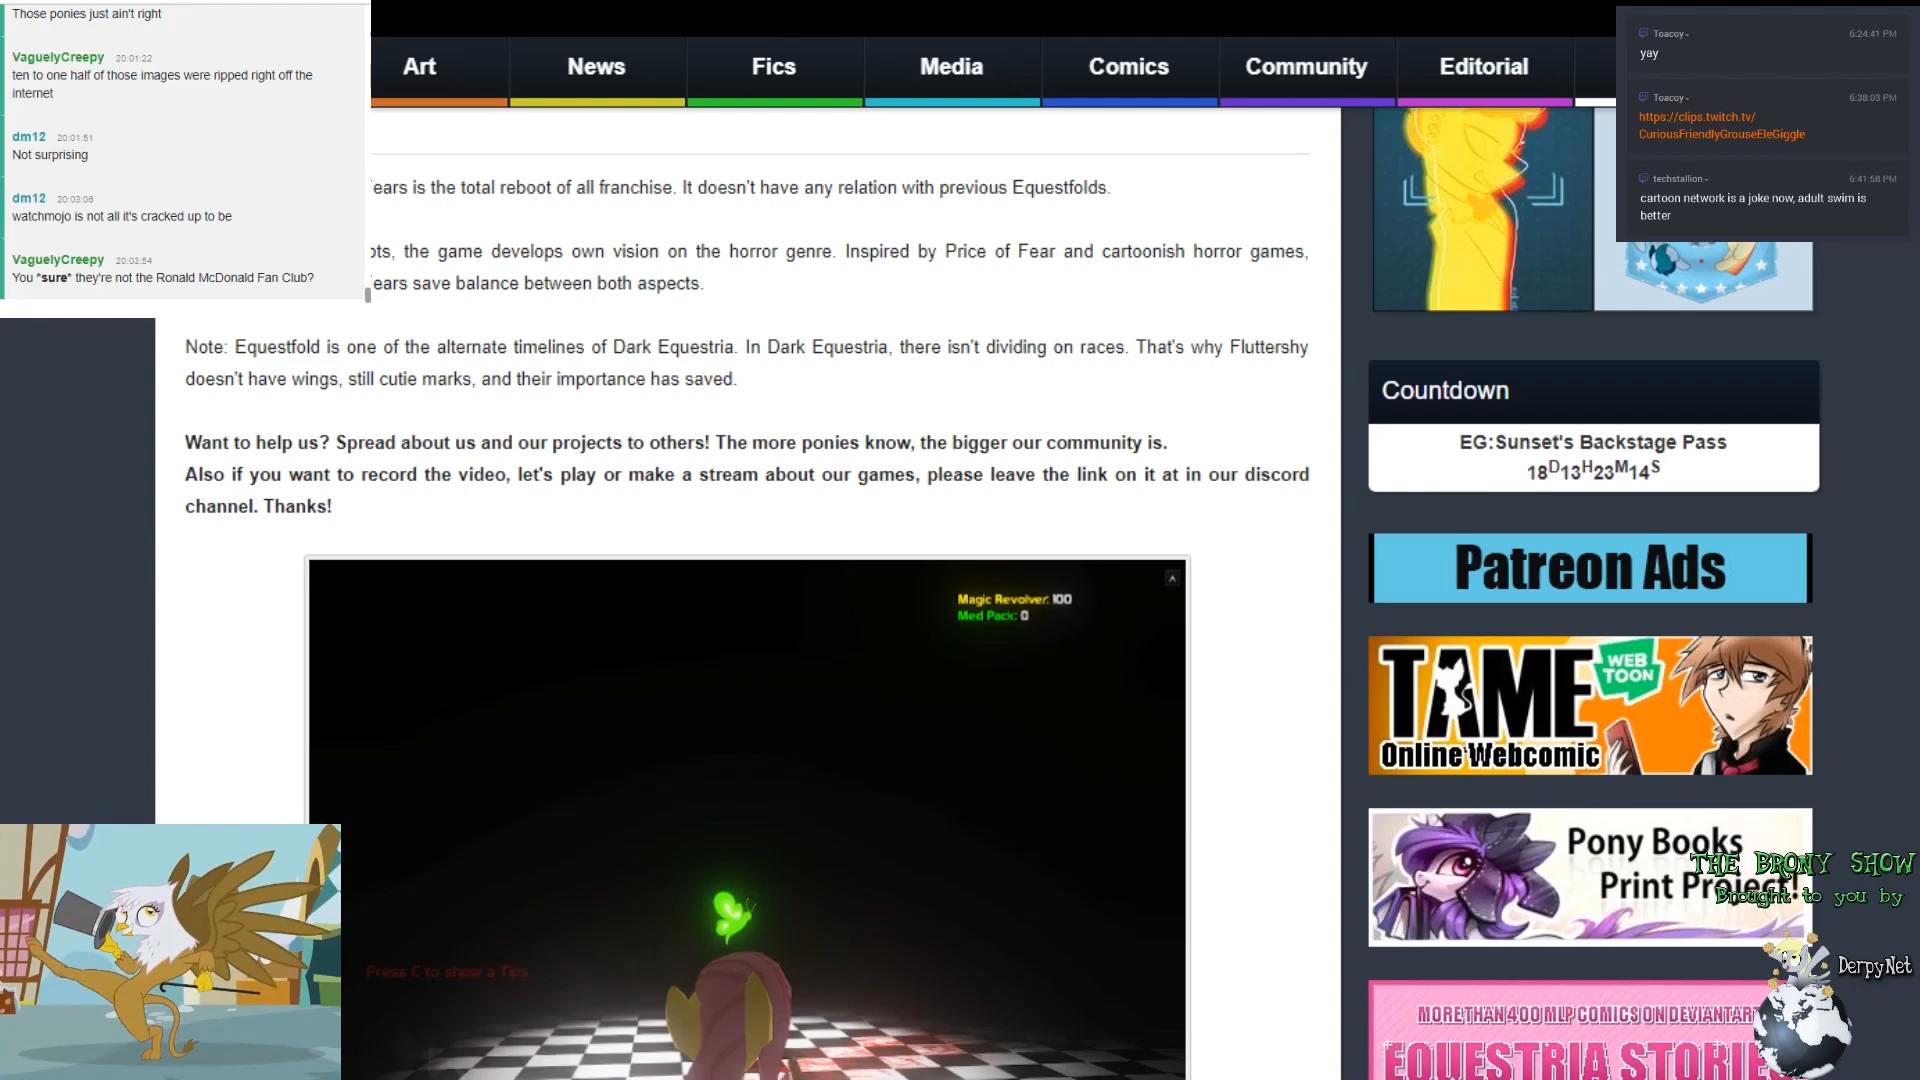 Those ponies just ain't right
VaguelyCreepy 20:01:22
ten to one half of those images were ripped right off the
internet
dm12 20:01:51
Not surprising
dm12 20:03:06
watchmojo is not all it's cracked up to be
VaguelyCreepy 20:03:54
You *sure* they're not the Ronald McDonald Fan Club?
Art News Fics Media Comics Community Editorial
Toacoy 6:24:41 PM
yay
Toacoy 6:38:03 PM
https://clips.twitch.tv/
CuriousFriendlyGrouseEleGiggle
techstallion 6:41:58 PM
cartoon network is a joke now, adult swim is
better
ears is the total reboot of all franchise. It doesn't have any relation with previous Equestfolds.
ots, the game develops own vision on the horror genre. Inspired by Price of Fear and cartoonish horror games,
ears save balance between both aspects.
Note: Equestfold is one of the alternate timelines of Dark Equestria. In Dark Equestria, there isn't dividing on races. That's why Fluttershy
doesn't have wings, still cutie marks, and their importance has saved.
Want to help us? Spread about us and our projects to others! The more ponies know, the bigger our community is.
Also if you want to record the video, let's play or make a stream about our games, please leave the link on it at in our discord
channel. Thanks!
Magic Revolver: 100
Med Pack: 0
Press C to show a Tips
Countdown
EG:Sunset's Backstage Pass
18D13H23M14S
Patreon Ads
TAME
WEB
TOON
Online Webcomic
Pony Books
Print Project!
THE BRONY SHOW
Brought to you by
DerpyNet
MORE THAN 400 MLP COMICS ON DEVIANTAR
EQUESTRIA STORIE